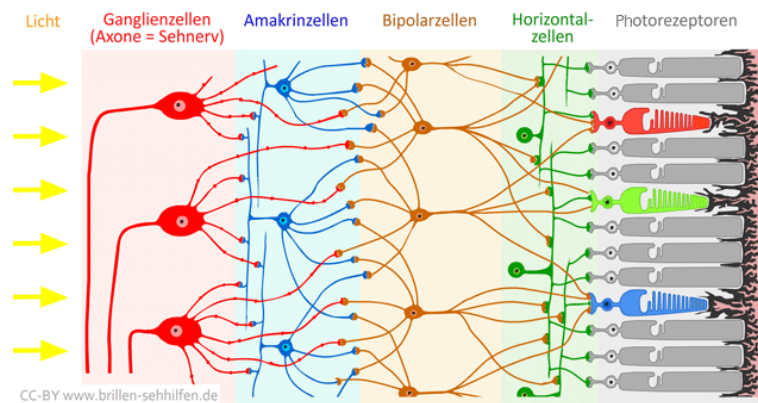 Licht
Ganglienzellen
(Axone = Sehnerv)
Amakrinzellen
Bipolarzellen
Horizontal-
zellen
Photorezeptoren
CC-BY www.brillen-sehhilfen.de